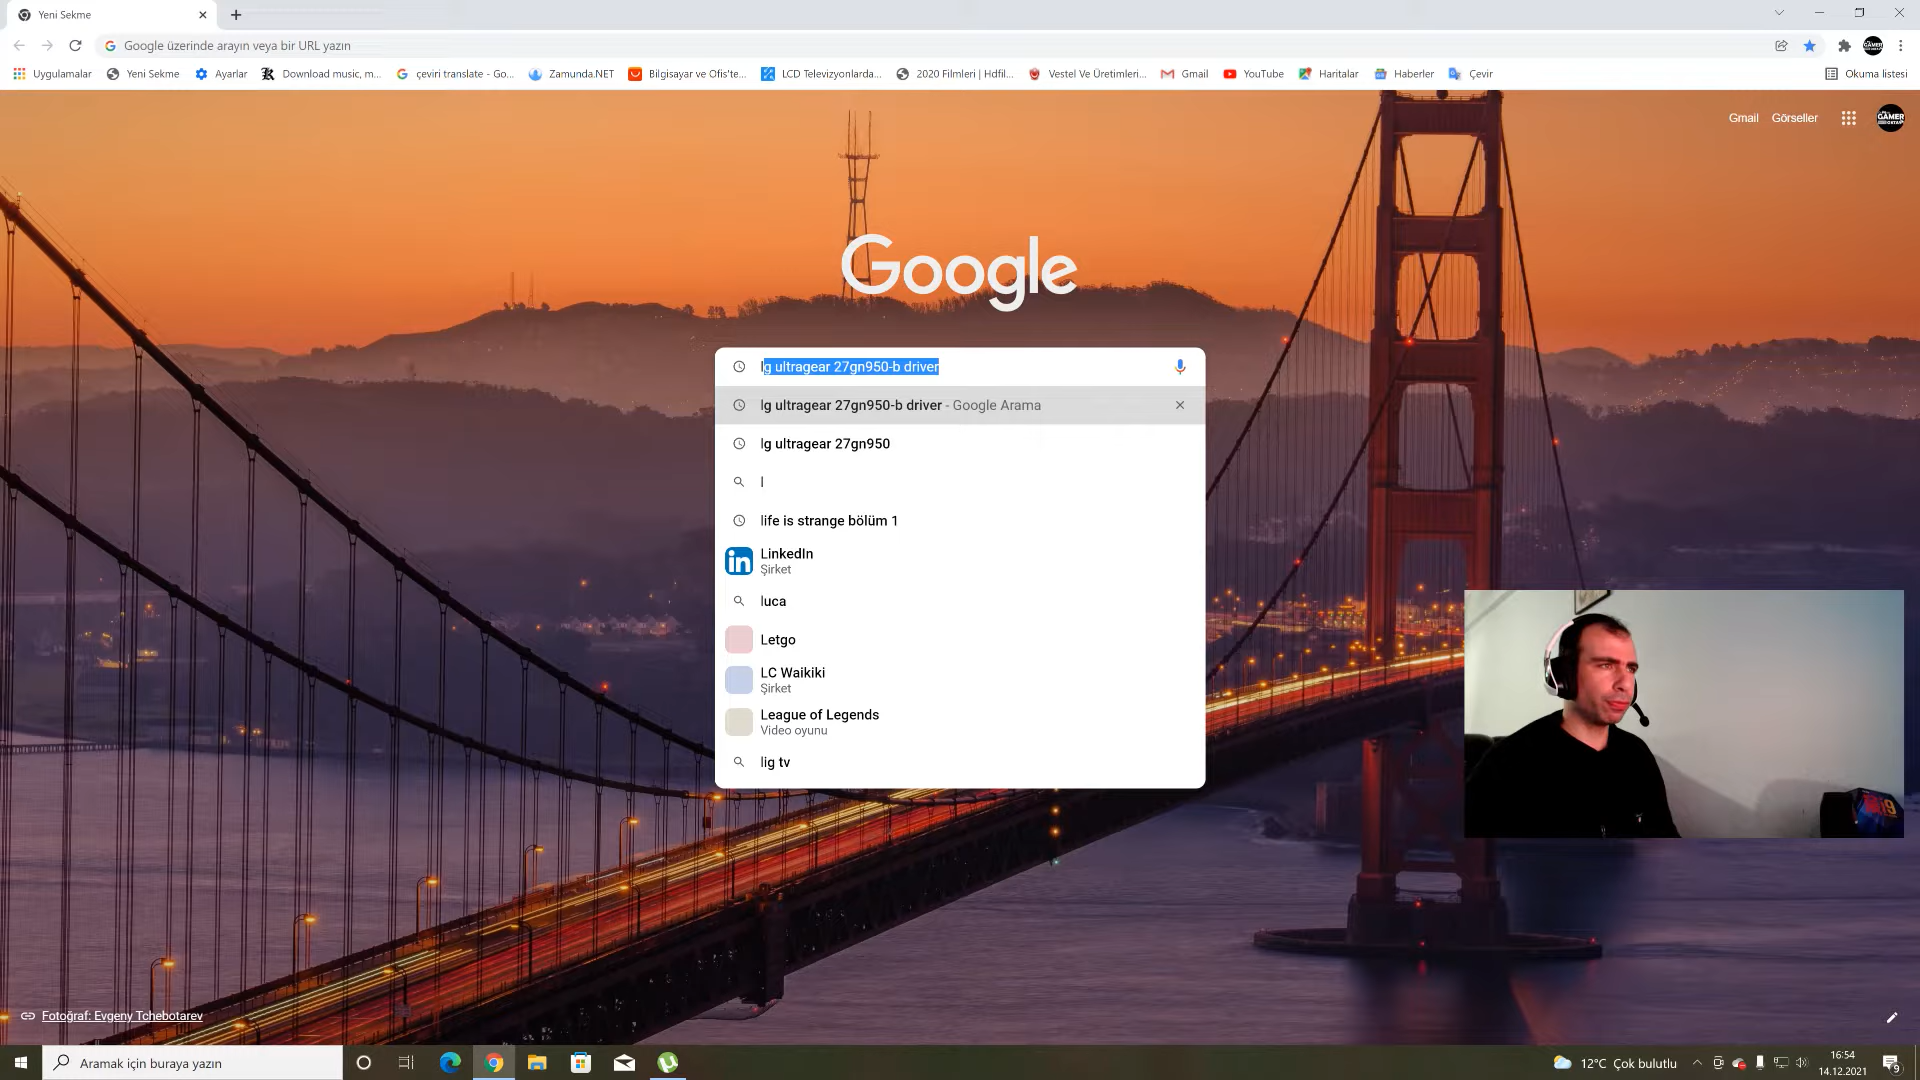 Yeni Sekme
Google üzerinde arayın veya bir URL yazın
Uygulamalar Yeni Sekme Ayarlar Download music, m... çeviri translate - Go... Zamunda.NET Bilgisayar ve Ofis'te... LCD Televizyonlarda... 2020 Filmleri | Hdfil... Vestel Ve Üretimleri... Gmail YouTube Haritalar Haberler Çevir Okuma listesi
Gmail Görseller
GAMER
Google
lg ultragear 27gn950-b driver
lg ultragear 27gn950-b driver - Google Arama
lg ultragear 27gn950
l
life is strange bölüm 1
LinkedIn
Şirket
luca
Letgo
LC Waikiki
Şirket
League of Legends
Video oyunu
lig tv
Fotoğraf: Evgeny Tchebotarev
Aramak için buraya yazın
12°C Çok bulutlu
16:54
14.12.2021
9